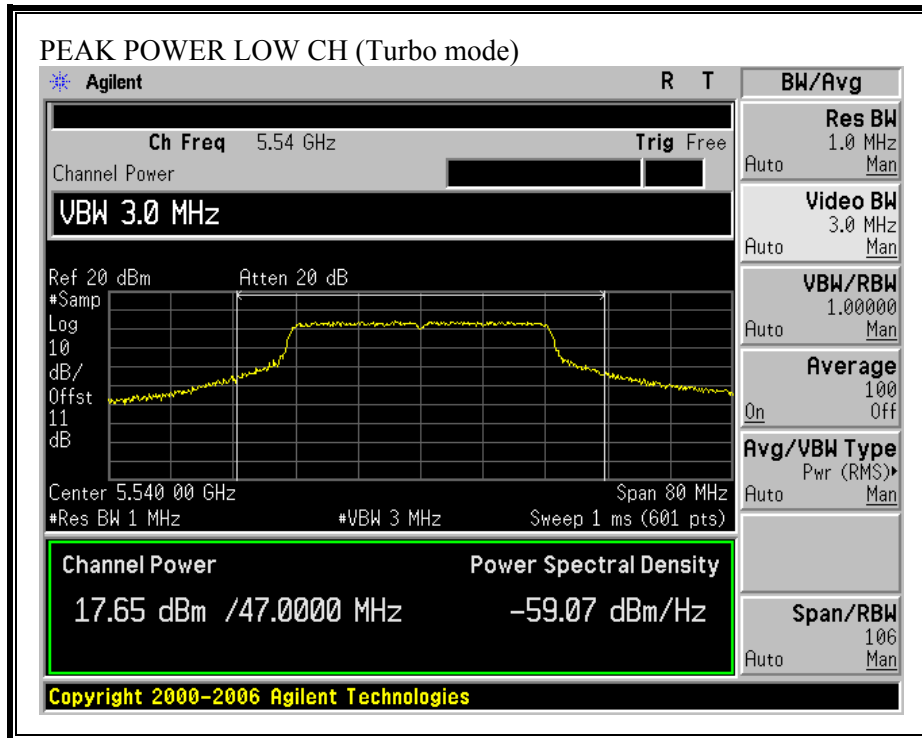 PEAK POWER LOW CH (Turbo mode)
Agilent R T
Ch Freq 5.54 GHz Trig Free
Channel Power
VBW 3.0 MHz
Ref 20 dBm Atten 20 dB
#Samp
Log
10
dB/
Offst
11
dB
Center 5.540 00 GHz Span 80 MHz
#Res BW 1 MHz #VBW 3 MHz Sweep 1 ms (601 pts)
Channel Power Power Spectral Density
17.65 dBm /47.0000 MHz -59.07 dBm/Hz
Copyright 2000-2006 Agilent Technologies
BW/Avg
Res BW
1.0 MHz
Auto Man
Video BW
3.0 MHz
Auto Man
VBW/RBW
1.00000
Auto Man
Average
100
On Off
Avg/VBW Type
Pwr (RMS)▸
Auto Man
Span/RBW
106
Auto Man